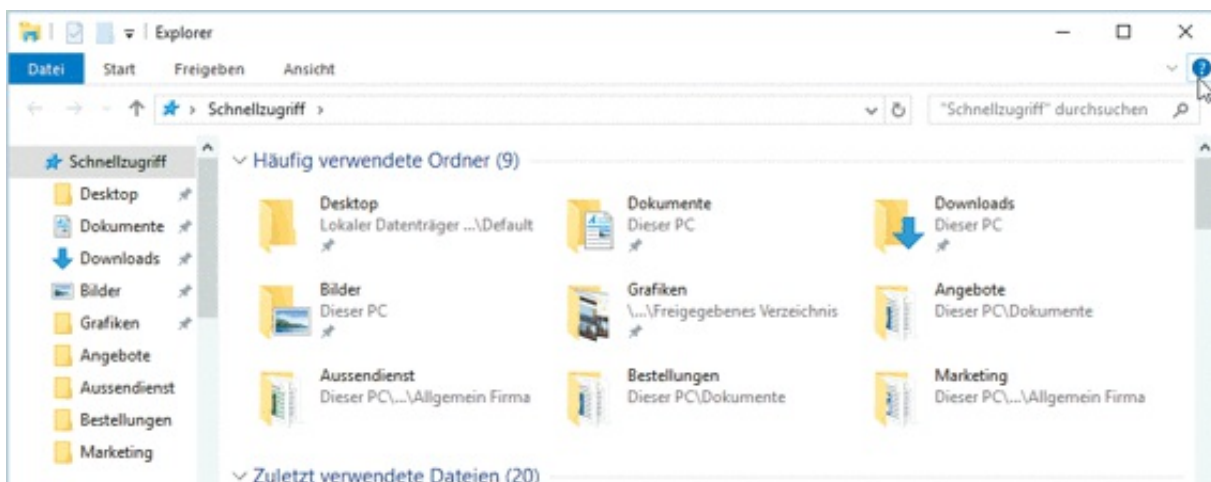 Explorer
Datei Start Freigeben Ansicht
Schnellzugriff
"Schnellzugriff" durchsuchen
Schnellzugriff
Desktop
Dokumente
Downloads
Bilder
Grafiken
Angebote
Aussendienst
Bestellungen
Marketing
Häufig verwendete Ordner (9)
Desktop
Lokaler Datenträger ...\Default
Dokumente
Dieser PC
Downloads
Dieser PC
Bilder
Dieser PC
Grafiken
\...\Freigegebenes Verzeichnis
Angebote
Dieser PC\Dokumente
Aussendienst
Dieser PC\...\Allgemein Firma
Bestellungen
Dieser PC\Dokumente
Marketing
Dieser PC\...\Allgemein Firma
Zuletzt verwendete Dateien (20)